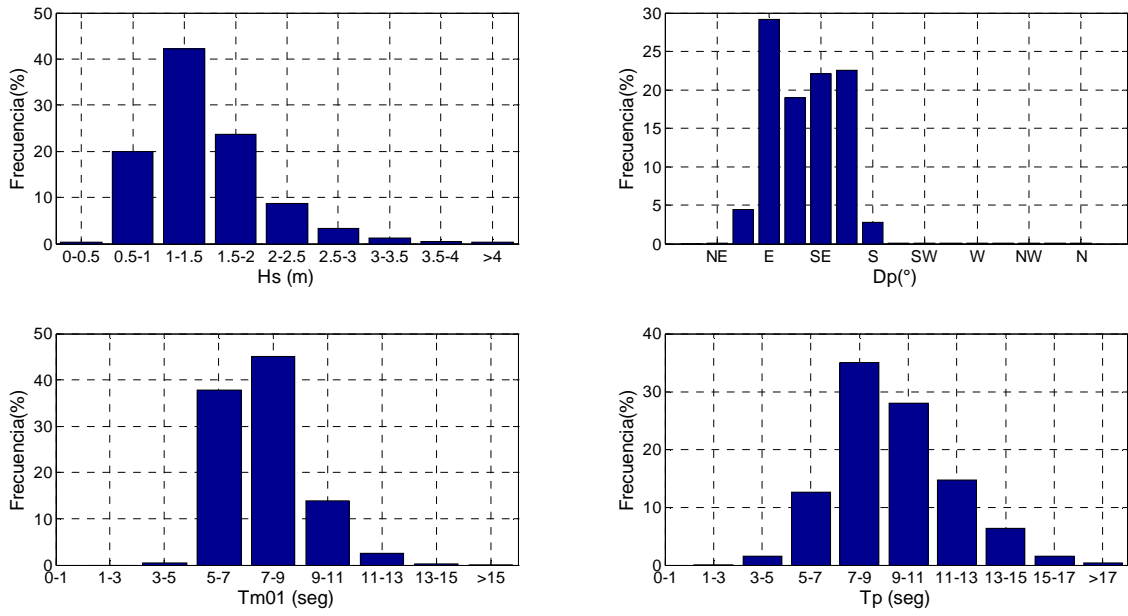 50
40
30
20
10
0
Frecuencia(%)
0-0.5 0.5-1 1-1.5 1.5-2 2-2.5 2.5-3 3-3.5 3.5-4 >4
Hs (m)
30
25
20
15
10
5
0
Frecuencia(%)
NE E SE S SW W NW N
Dp(°)
50
40
30
20
10
0
Frecuencia(%)
0-1 1-3 3-5 5-7 7-9 9-11 11-13 13-15 >15
Tm01 (seg)
40
30
20
10
0
Frecuencia(%)
0-1 1-3 3-5 5-7 7-9 9-11 11-13 13-15 15-17 >17
Tp (seg)